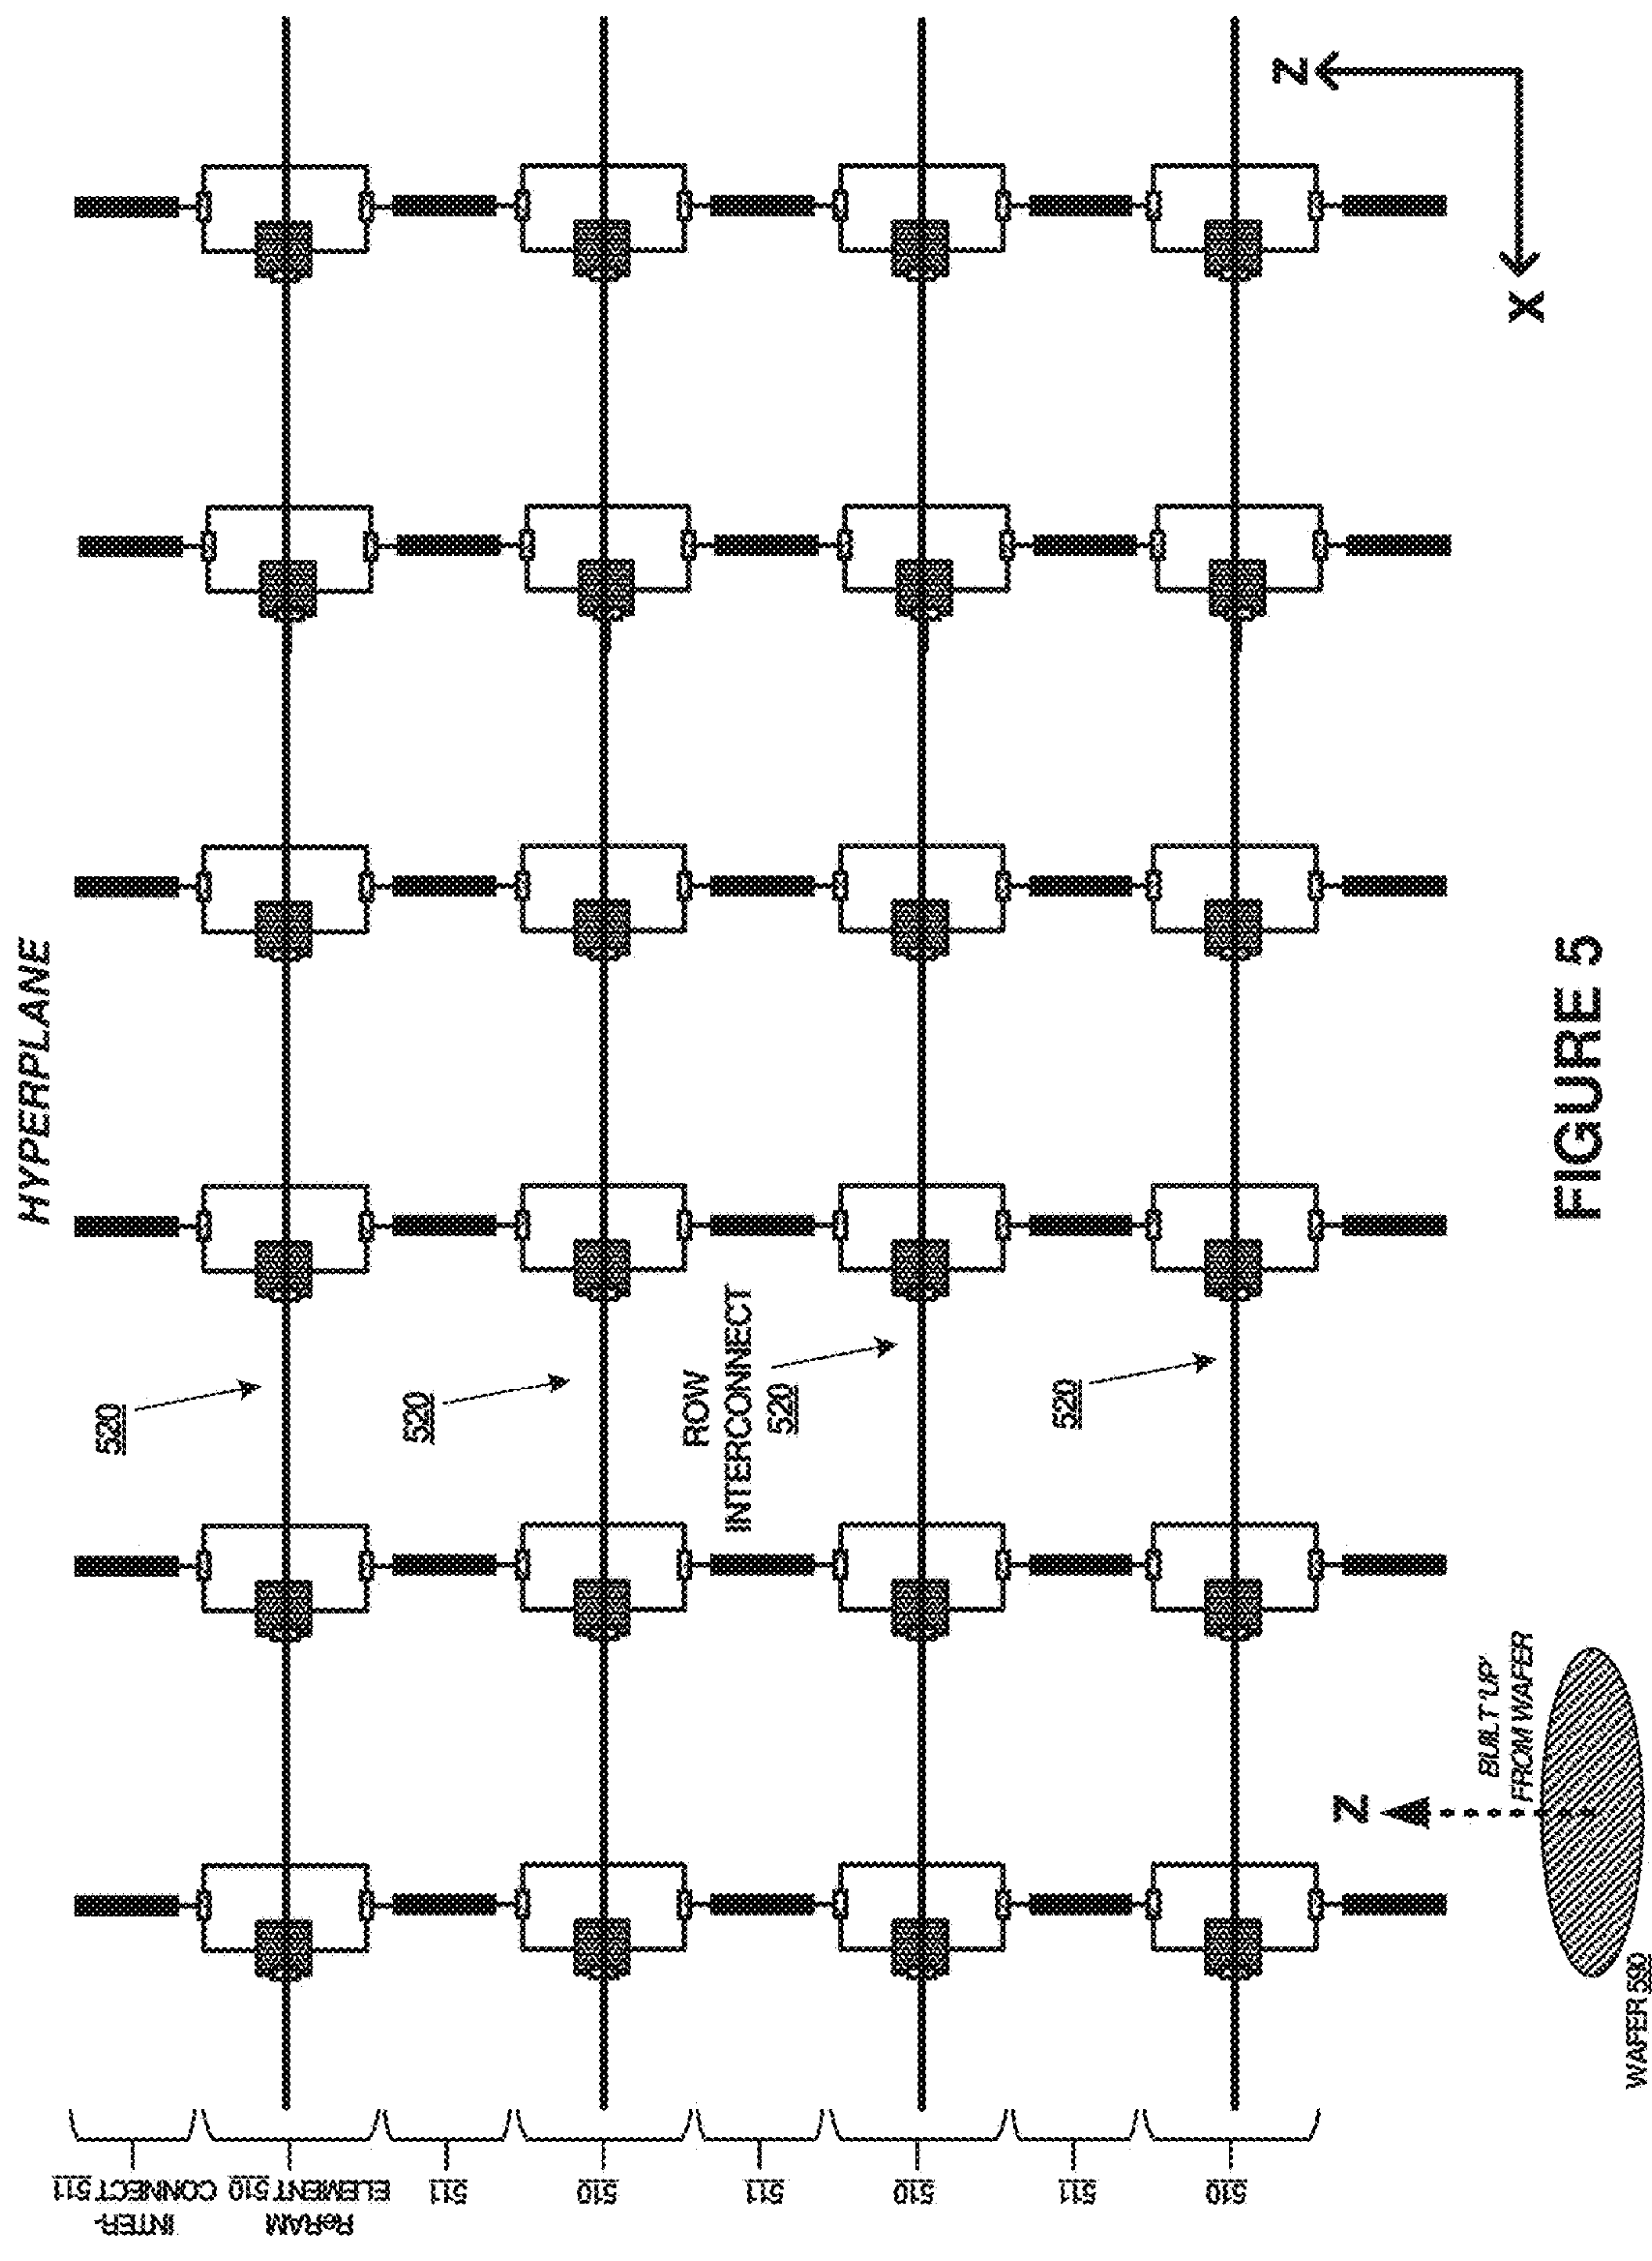 HYPERPLANE
INTER-
CONNECT 511
ReRAM
ELEMENT 510
511
510
511
510
511
510
520
520
ROW
INTERCONNECT
520
520
Z
X
Z
BUILT 'UP'
FROM WAFER
WAFER 590
FIGURE 5